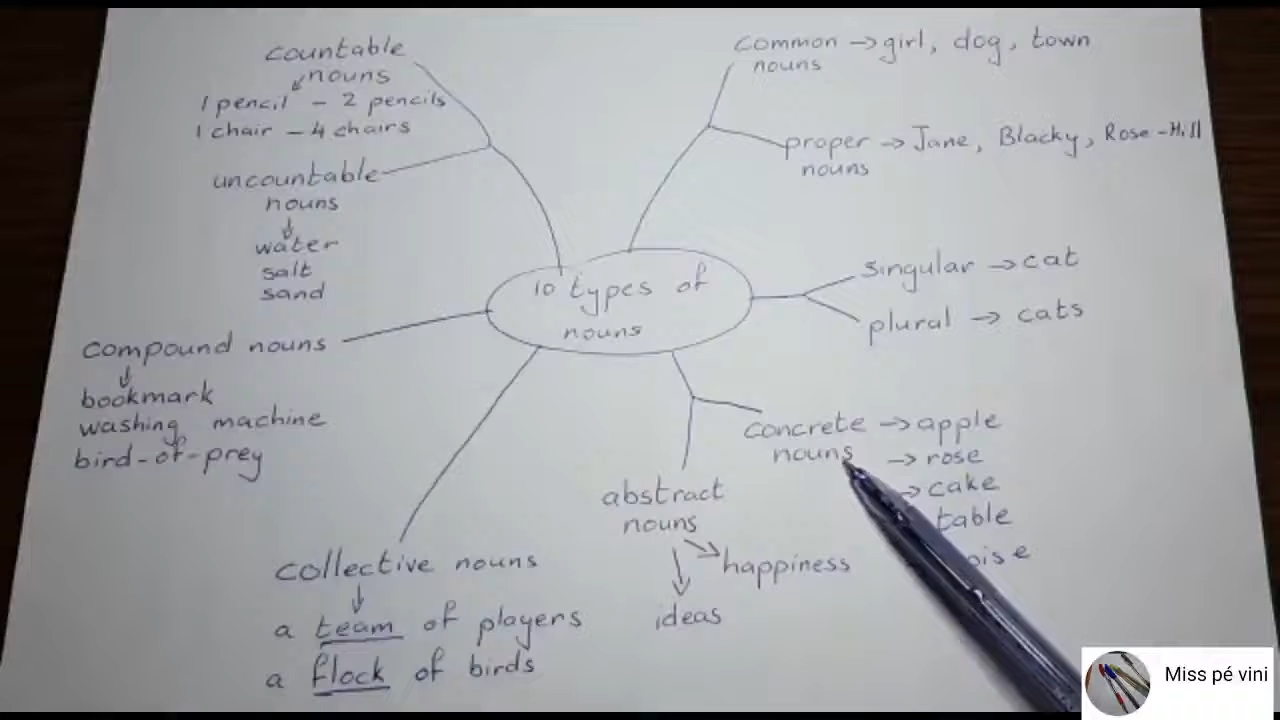 10 types of
nouns
countable
nouns
1 pencil - 2 pencils
1 chair - 4 chairs
uncountable
nouns
water
salt
sand
compound nouns
bookmark
washing machine
bird-of-prey
collective nouns
a team of players
a flock of birds
abstract
nouns
happiness
ideas
concrete → apple
nouns → rose
→ cake
table
singular → cat
plural → cats
common → girl, dog, town
nouns
proper → Jane, Blacky, Rose-Hill
nouns
Miss pé vini